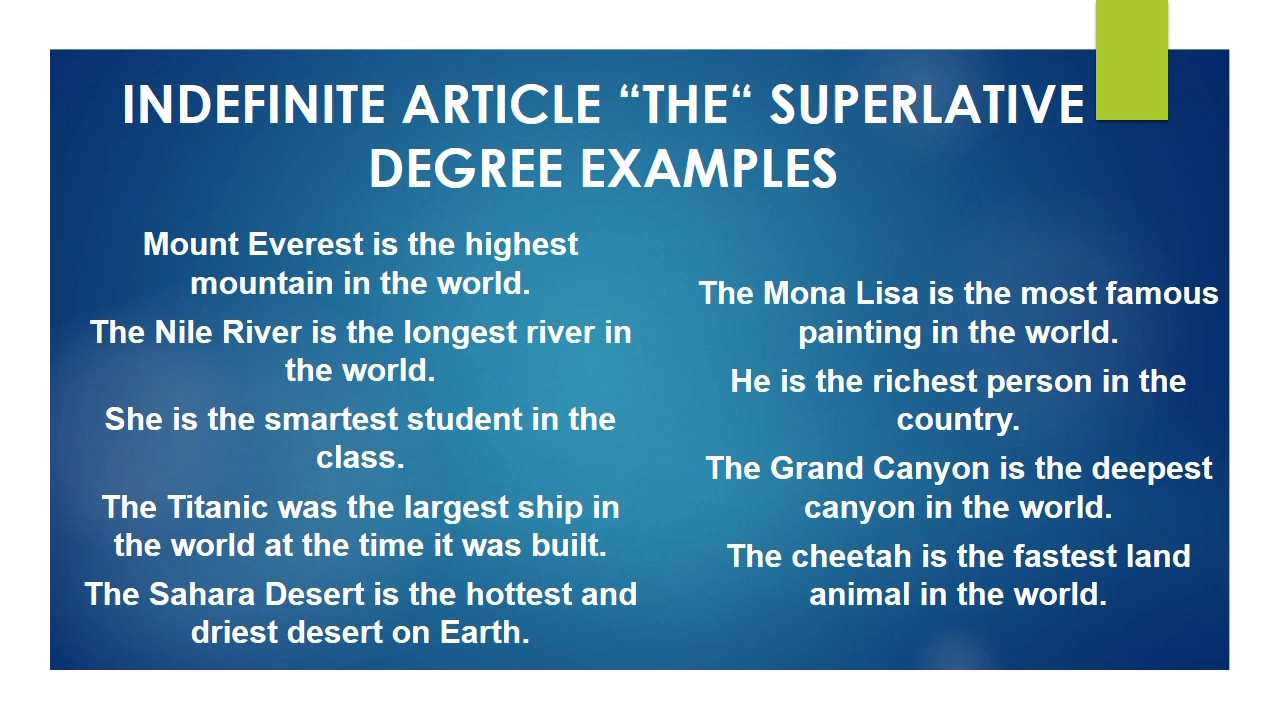 INDEFINITE ARTICLE “THE“ SUPERLATIVE
DEGREE EXAMPLES
Mount Everest is the highest
mountain in the world.
The Nile River is the longest river in
the world.
She is the smartest student in the
class.
The Titanic was the largest ship in
the world at the time it was built.
The Sahara Desert is the hottest and
driest desert on Earth.
The Mona Lisa is the most famous
painting in the world.
He is the richest person in the
country.
The Grand Canyon is the deepest
canyon in the world.
The cheetah is the fastest land
animal in the world.